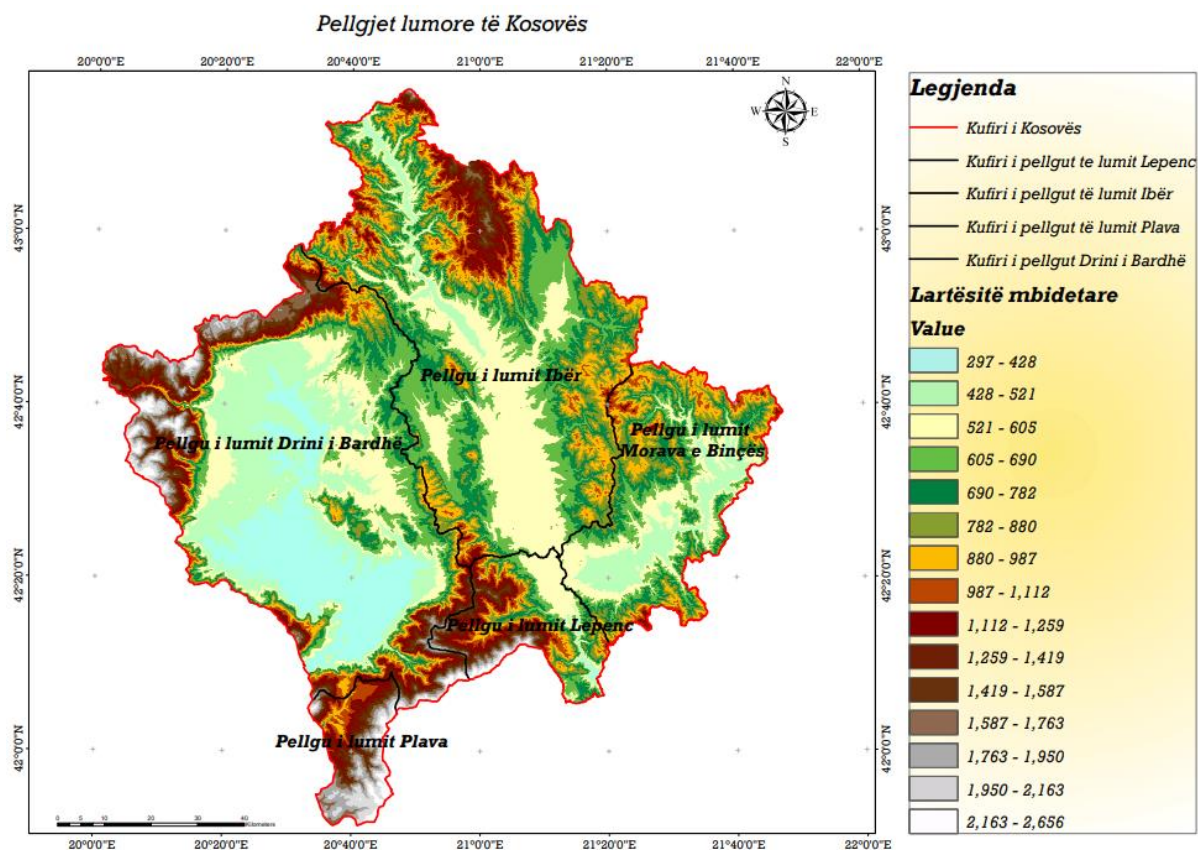 Pellgjet lumore të Kosovës
20°0'0"E 20°20'0"E 20°40'0"E 21°0'0"E 21°20'0"E 21°40'0"E 22°0'0"E
N
W E
S
43°0'0"N 43°0'0"N
42°40'0"N 42°40'0"N
42°20'0"N 42°20'0"N
42°0'0"N 42°0'0"N
Pellgu i lumit Ibër
Pellgu i lumit Drini i Bardhë
Pellgu i lumit
Morava e Binçës
Pellgu i lumit Lepenc
Pellgu i lumit Plava
0 5 10 20 30 40
Kilometers
20°0'0"E 20°20'0"E 20°40'0"E 21°0'0"E 21°20'0"E 21°40'0"E 22°0'0"E
Legjenda
Kufiri i Kosovës
Kufiri i pellgut te lumit Lepenc
Kufiri i pellgut të lumit Ibër
Kufiri i pellgut të lumit Plava
Kufiri i pellgut Drini i Bardhë
Lartësitë mbidetare
Value
297 - 428
428 - 521
521 - 605
605 - 690
690 - 782
782 - 880
880 - 987
987 - 1,112
1,112 - 1,259
1,259 - 1,419
1,419 - 1,587
1,587 - 1,763
1,763 - 1,950
1,950 - 2,163
2,163 - 2,656